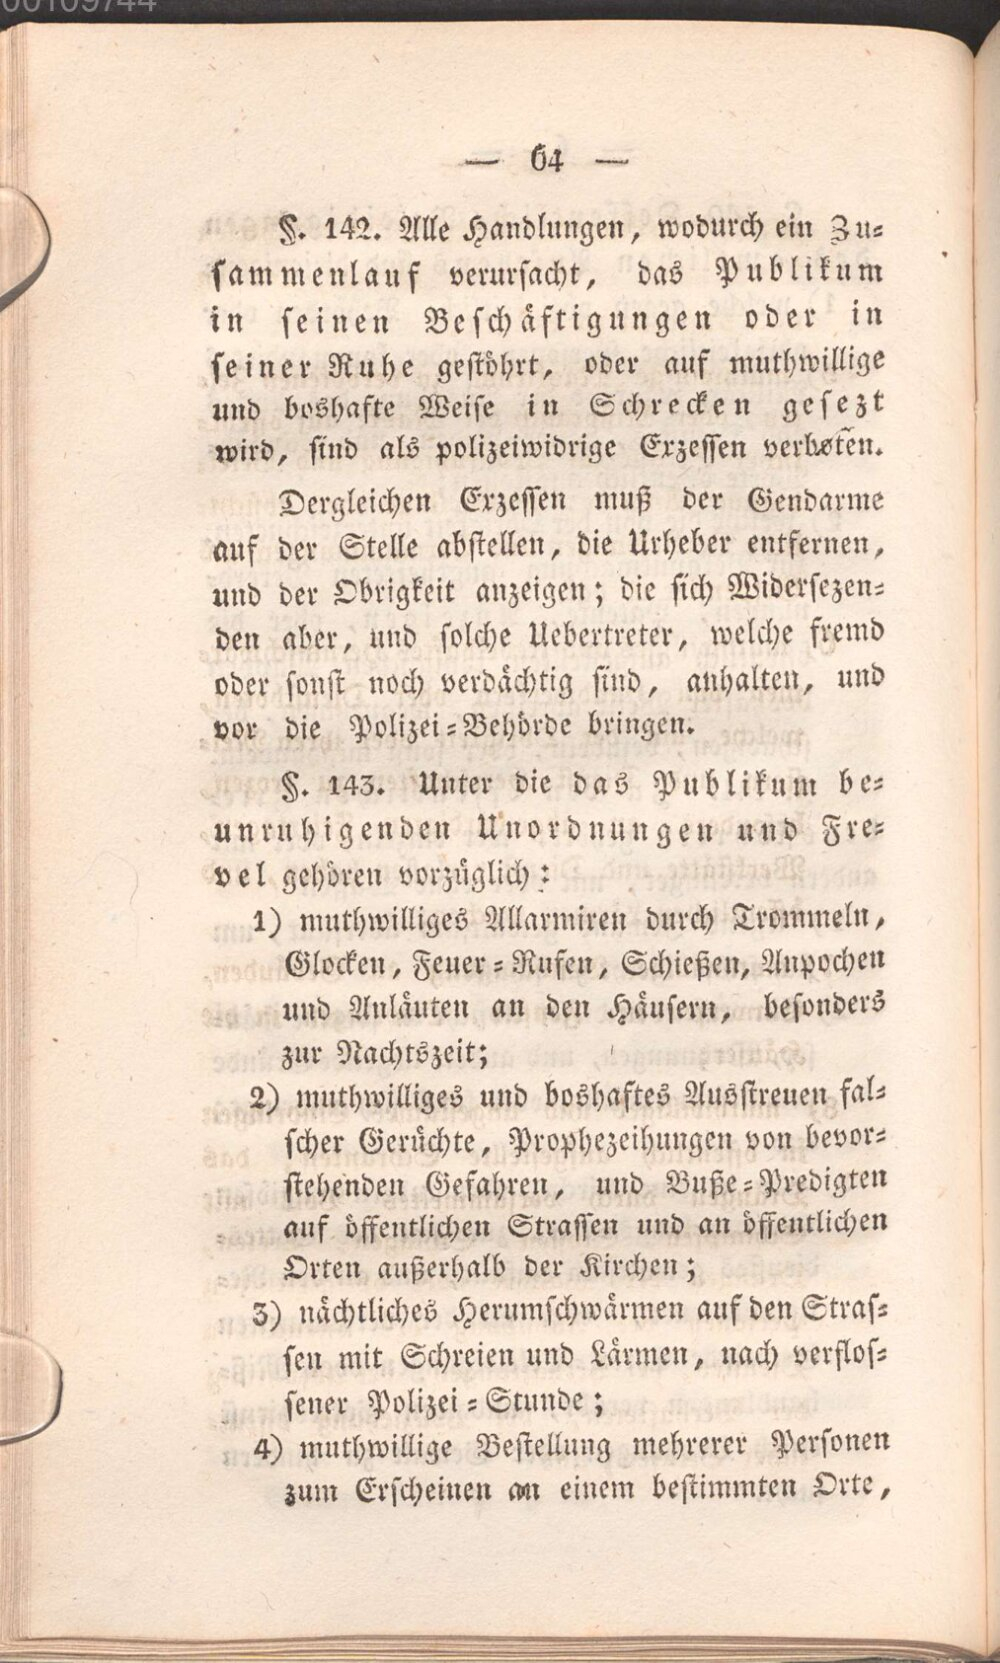 00109744
— 64 —
§. 142. Alle Handlungen, wodurch ein Zu-
sammenlauf verursacht, das Publikum
in seinen Beschäftigungen oder in
seiner Ruhe gestöhrt, oder auf muthwillige
und boshafte Weise in Schrecken gesezt
wird, sind als polizeiwidrige Exzessen verboten.
Dergleichen Exzessen muß der Gendarme
auf der Stelle abstellen, die Urheber entfernen,
und der Obrigkeit anzeigen; die sich Widersezen-
den aber, und solche Uebertreter, welche fremd
oder sonst noch verdächtig sind, anhalten, und
vor die Polizei-Behörde bringen.
§. 143. Unter die das Publikum be-
unruhigenden Unordnungen und Fre-
vel gehören vorzüglich:
1) muthwilliges Allarmiren durch Trommeln,
Glocken, Feuer-Rufen, Schießen, Anpochen
und Anläuten an den Häusern, besonders
zur Nachtszeit;
2) muthwilliges und boshaftes Ausstreuen fal-
scher Gerüchte, Prophezeihungen von bevor-
stehenden Gefahren, und Buße-Predigten
auf öffentlichen Strassen und an öffentlichen
Orten außerhalb der Kirchen;
3) nächtliches Herumschwärmen auf den Stras-
sen mit Schreien und Lärmen, nach verflos-
sener Polizei-Stunde;
4) muthwillige Bestellung mehrerer Personen
zum Erscheinen an einem bestimmten Orte,